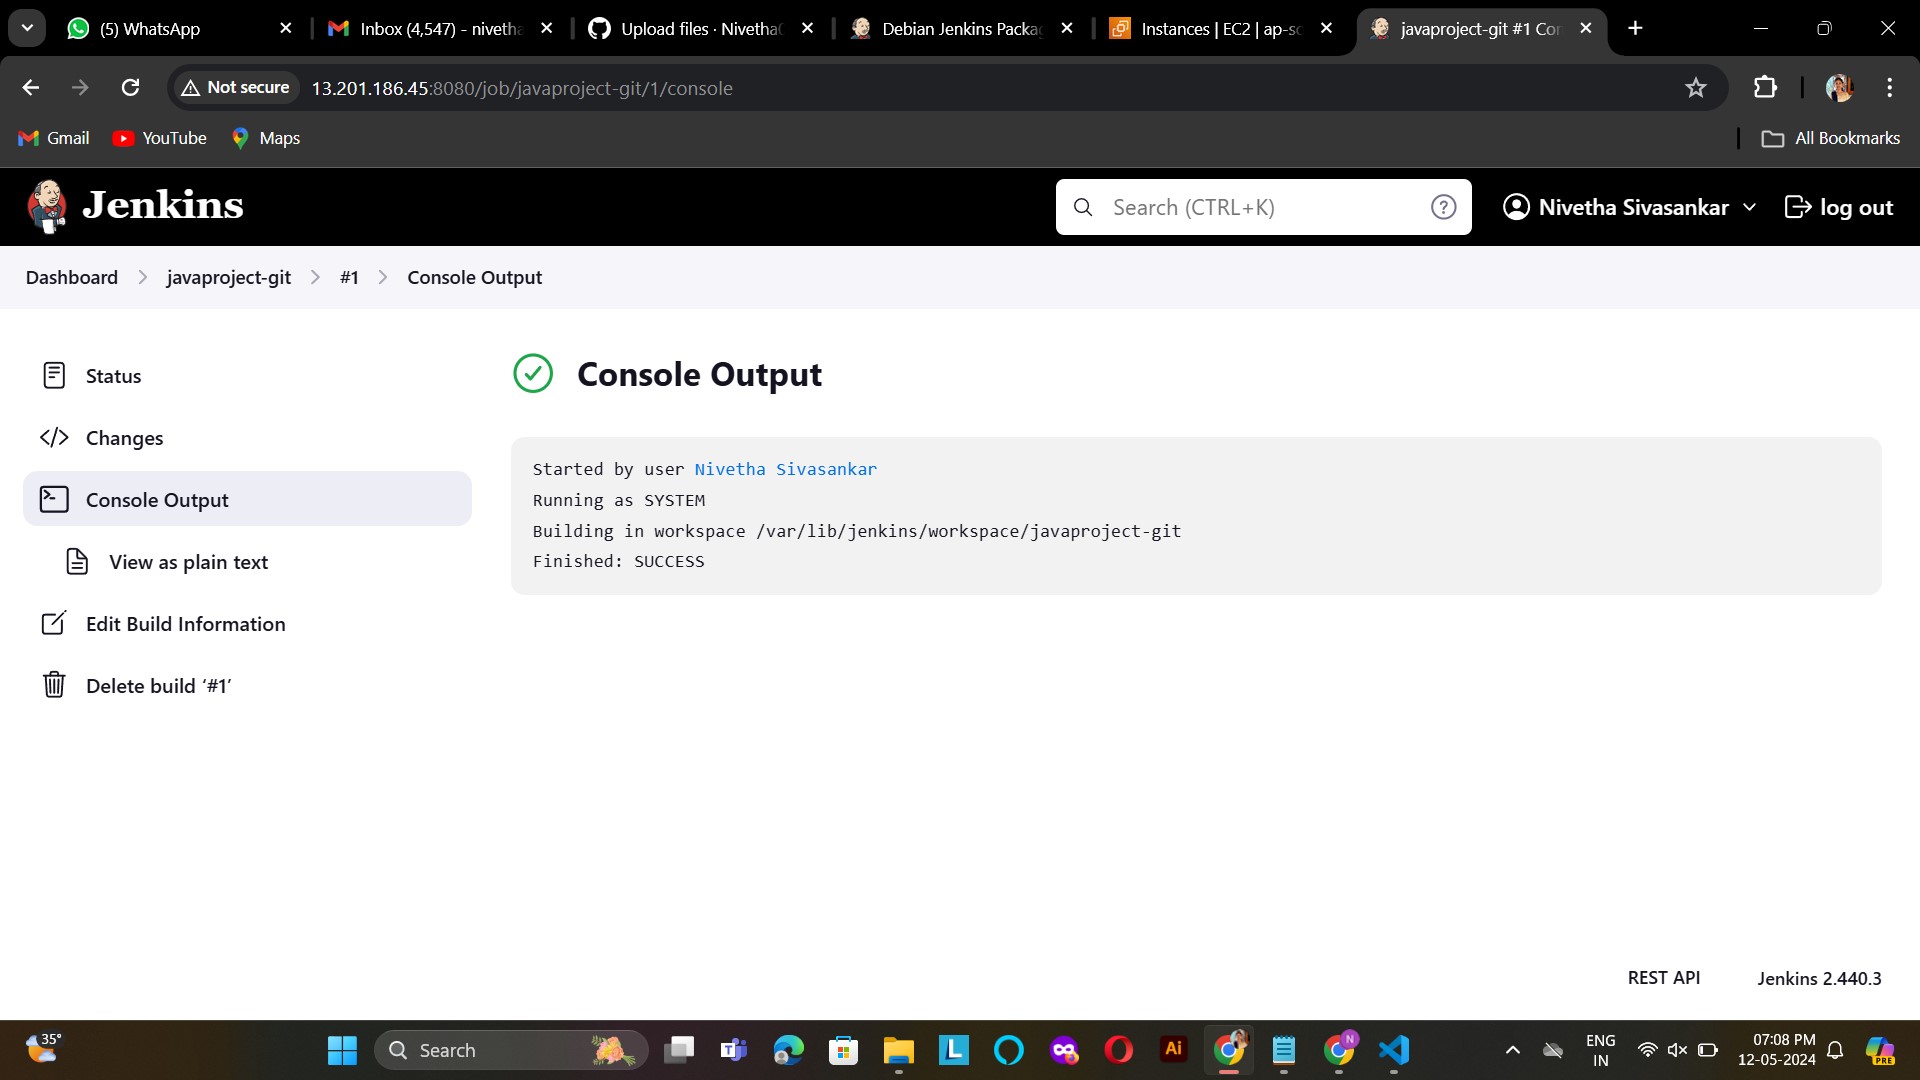 (5) WhatsApp
Inbox (4,547) - niveth
Upload files · Nivetha
Debian Jenkins Packa
Instances | EC2 | ap-so
javaproject-git #1 Con
Not secure
13.201.186.45:8080/job/javaproject-git/1/console
Gmail
YouTube
Maps
All Bookmarks
Jenkins
Search (CTRL+K)
Nivetha Sivasankar
log out
Dashboard
javaproject-git
#1
Console Output
Status
Changes
Console Output
View as plain text
Edit Build Information
Delete build ‘#1’
Console Output
Started by user Nivetha Sivasankar
Running as SYSTEM
Building in workspace /var/lib/jenkins/workspace/javaproject-git
Finished: SUCCESS
REST API
Jenkins 2.440.3
35°
Search
L
Ai
N
ENG
IN
07:08 PM
12-05-2024
PRE